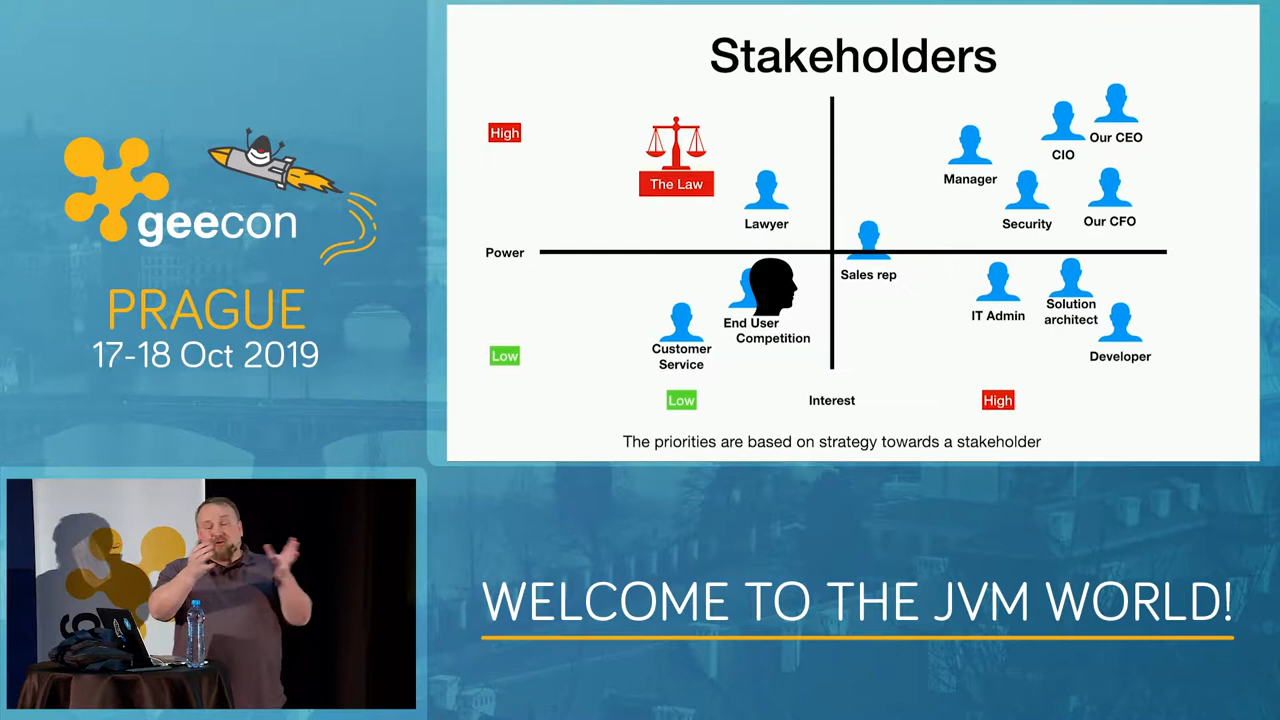 geecon
PRAGUE
17-18 Oct 2019
Stakeholders
High
The Law
Lawyer
Manager
CIO
Our CEO
Security
Our CFO
Power
Sales rep
End User
Competition
Customer
Service
IT Admin
Solution
architect
Developer
Low
Low
Interest
High
The priorities are based on strategy towards a stakeholder
WELCOME TO THE JVM WORLD!